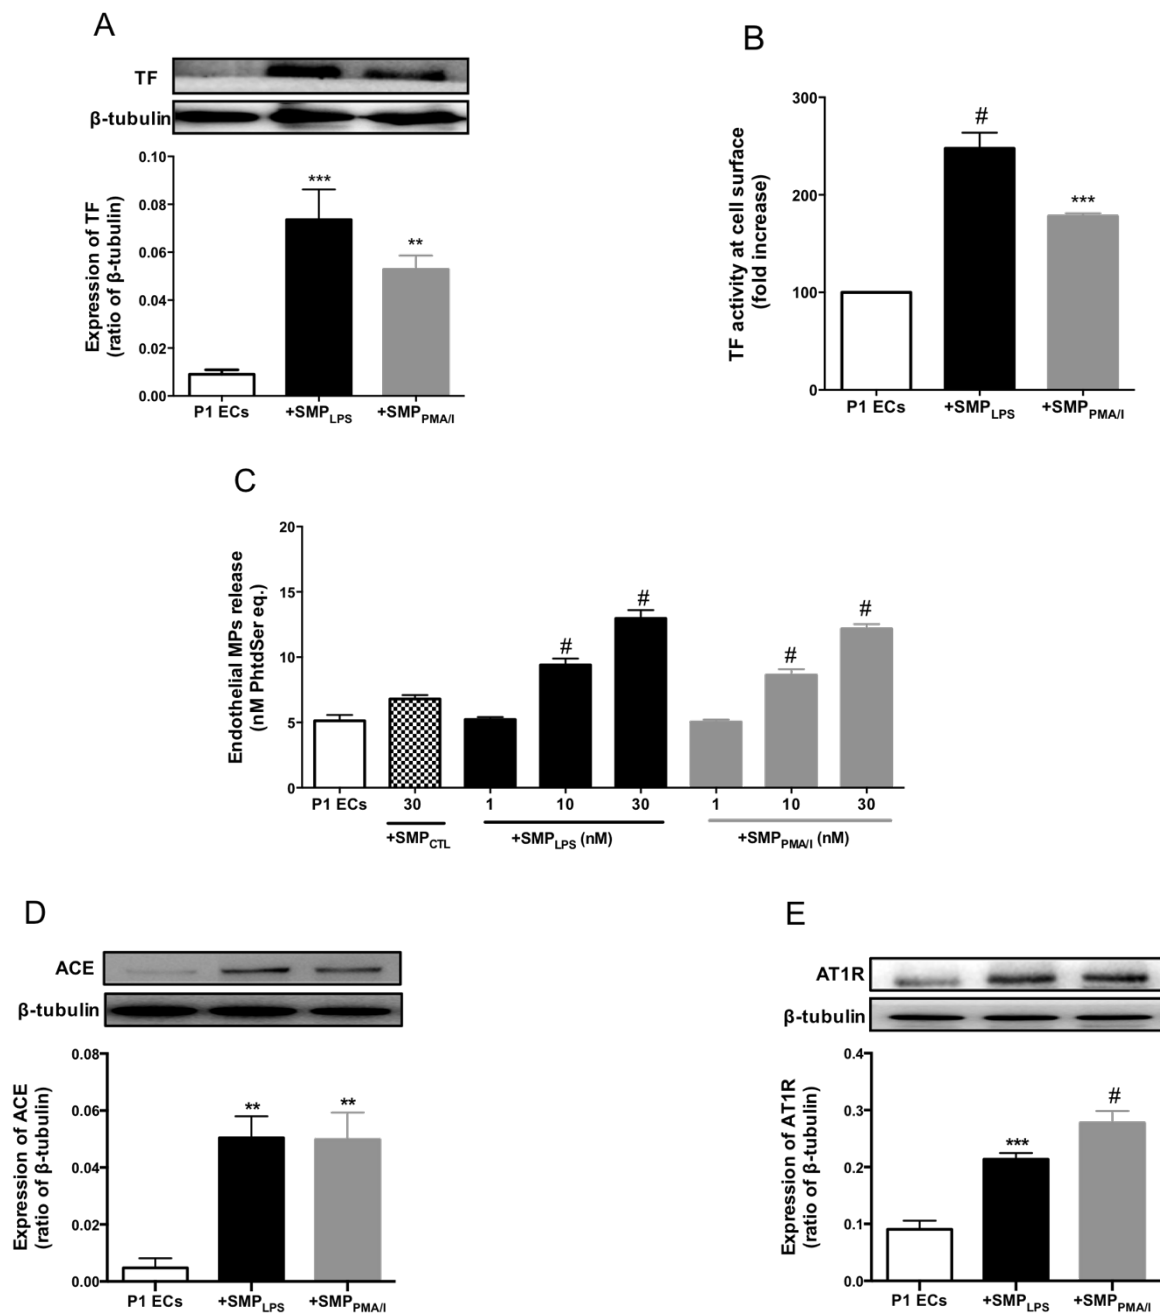 A
TF
β-tubulin
Expression of TF
(ratio of β-tubulin)
0.10
0.08
0.06
0.04
0.02
0.00
***
**
P1 ECs +SMPLPS +SMPPMA/I
B
TF activity at cell surface
(fold increase)
300
200
100
0
#
***
P1 ECs +SMPLPS +SMPPMA/I
C
Endothelial MPs release
(nM PhtdSer eq.)
20
15
10
5
0
# # # #
P1 ECs 30 1 10 30 1 10 30
+SMPCTL +SMPLPS (nM) +SMPPMA/I (nM)
D
ACE
β-tubulin
Expression of ACE
(ratio of β-tubulin)
0.08
0.06
0.04
0.02
0.00
** **
P1 ECs +SMPLPS +SMPPMA/I
E
AT1R
β-tubulin
Expression of AT1R
(ratio of β-tubulin)
0.4
0.3
0.2
0.1
0.0
***
#
P1 ECs +SMPLPS +SMPPMA/I